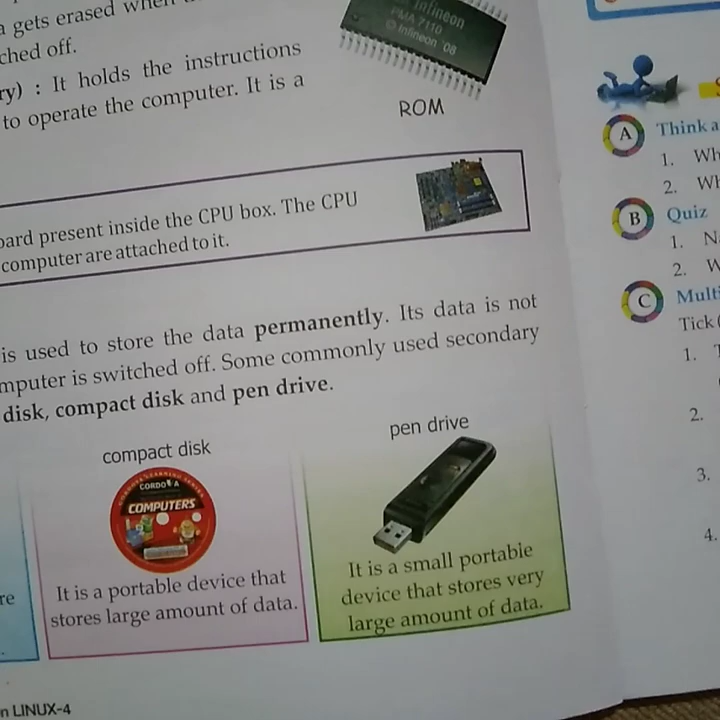 a gets erased when
ched off.
ry) : It holds the instructions
to operate the computer. It is a
Infineon
PMA 7110
© Infineon '08
ROM
oard present inside the CPU box. The CPU
computer are attached to it.
is used to store the data permanently. Its data is not
mputer is switched off. Some commonly used secondary
disk, compact disk and pen drive.
compact disk
CORDOVA
COMPUTERS
It is a portable device that
stores large amount of data.
pen drive
It is a small portable
device that stores very
large amount of data.
re
n LINUX-4
A Think a
1. Wh
2. Wh
B Quiz
1. N
2. W
C Multi
Tick (
1. T
2.
3.
4.